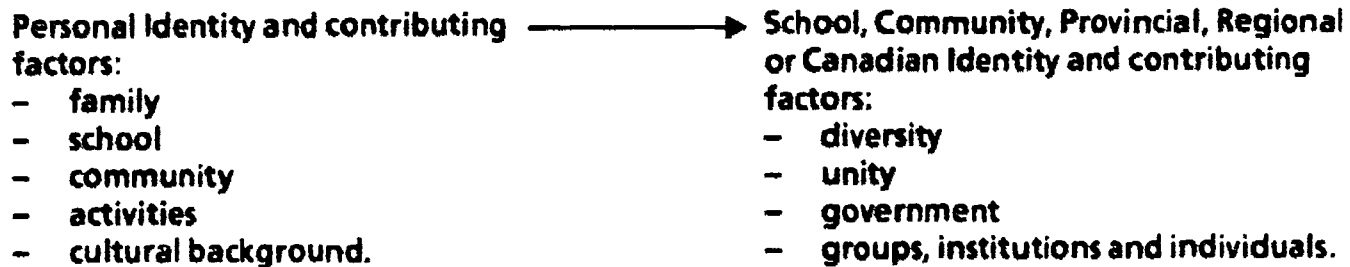 Personal Identity and contributing
factors:
– family
– school
– community
– activities
– cultural background.
School, Community, Provincial, Regional
or Canadian Identity and contributing
factors:
– diversity
– unity
– government
– groups, institutions and individuals.